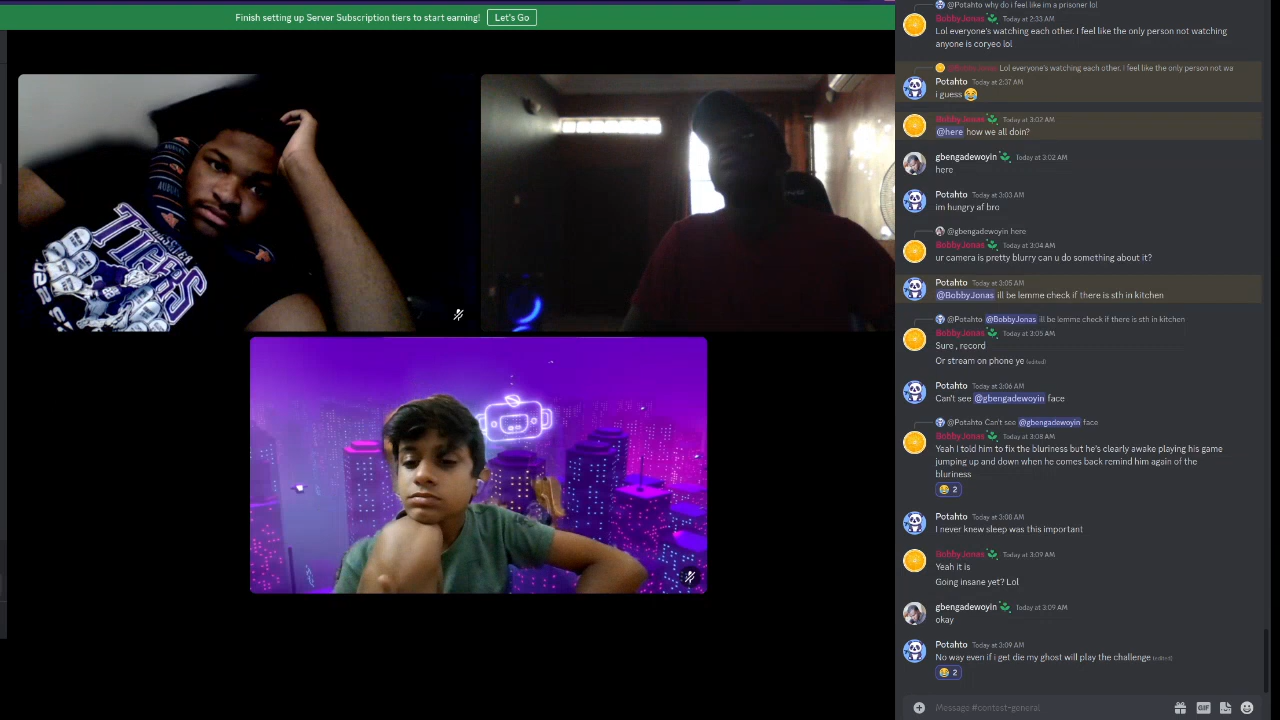 Finish setting up Server Subscription tiers to start earning! Let's Go
TIGERS
@Potahto why do i feel like im a prisoner lol
BobbyJonas Today at 2:33 AM
Lol everyone's watching each other. I feel like the only person not watching
anyone is coryeo lol
Lol everyone's watching each other. I feel like the only person not wa
Potahto Today at 2:37 AM
i guess 😂
BobbyJonas Today at 3:02 AM
@here how we all doin?
gbengadewoyin Today at 3:02 AM
here
Potahto Today at 3:03 AM
im hungry af bro
@gbengadewoyin here
BobbyJonas Today at 3:04 AM
ur camera is pretty blurry can u do something about it?
Potahto Today at 3:05 AM
@BobbyJonas ill be lemme check if there is sth in kitchen
@Potahto @BobbyJonas ill be lemme check if there is sth in kitchen
BobbyJonas Today at 3:05 AM
Sure , record
Or stream on phone ye (edited)
Potahto Today at 3:06 AM
Can't see @gbengadewoyin face
@Potahto Can't see @gbengadewoyin face
BobbyJonas Today at 3:08 AM
Yeah I told him to fix the bluriness but he's clearly awake playing his game
jumping up and down when he comes back remind him again of the
bluriness
😂 2
Potahto Today at 3:08 AM
I never knew sleep was this important
BobbyJonas Today at 3:09 AM
Yeah it is
Going insane yet? Lol
gbengadewoyin Today at 3:09 AM
okay
Potahto Today at 3:09 AM
No way even if i get die my ghost will play the challenge (edited)
😂 2
Message #contest-general
GIF